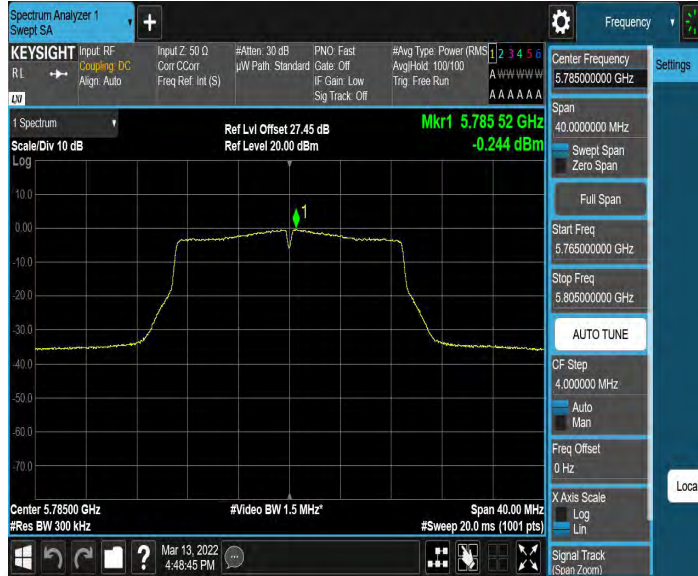 Spectrum Analyzer 1
Swept SA
+
Frequency
KEYSIGHT
RL
LXI
Input: RF
Coupling: DC
Align: Auto
Input Z: 50 Ω
Corr CCorr
Freq Ref: Int (S)
#Atten: 30 dB
µW Path: Standard
PNO: Fast
Gate: Off
IF Gain: Low
Sig Track: Off
#Avg Type: Power (RMS
Avg|Hold: 100/100
Trig: Free Run
1 2 3 4 5 6
A W W W W W
A A A A A A
1 Spectrum
Scale/Div 10 dB
Ref Lvl Offset 27.45 dB
Ref Level 20.00 dBm
Mkr1 5.785 52 GHz
-0.244 dBm
Log
10.0
0.00
-10.0
-20.0
-30.0
-40.0
-50.0
-60.0
-70.0
1
Center 5.78500 GHz
#Res BW 300 kHz
#Video BW 1.5 MHz*
Span 40.00 MHz
#Sweep 20.0 ms (1001 pts)
?
Mar 13, 2022
4:48:45 PM
Center Frequency
5.785000000 GHz
Settings
Span
40.0000000 MHz
Swept Span
Zero Span
Full Span
Start Freq
5.765000000 GHz
Stop Freq
5.805000000 GHz
AUTO TUNE
CF Step
4.000000 MHz
Auto
Man
Freq Offset
0 Hz
X Axis Scale
Log
Lin
Signal Track
(Span Zoom)
Loca